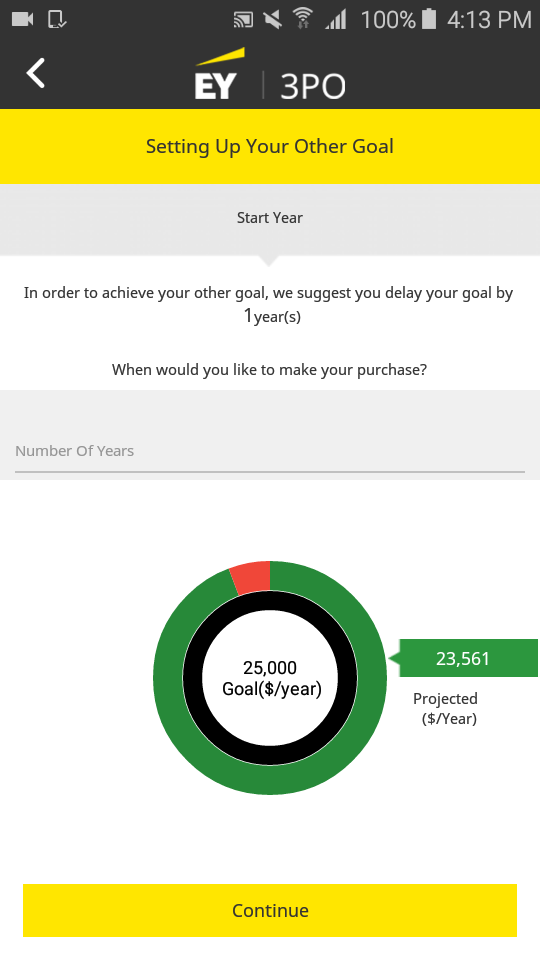 100% 4:13 PM
EY | 3PO
Setting Up Your Other Goal
Start Year
In order to achieve your other goal, we suggest you delay your goal by
1year(s)
When would you like to make your purchase?
Number Of Years
25,000
Goal($/year)
23,561
Projected
($/Year)
Continue